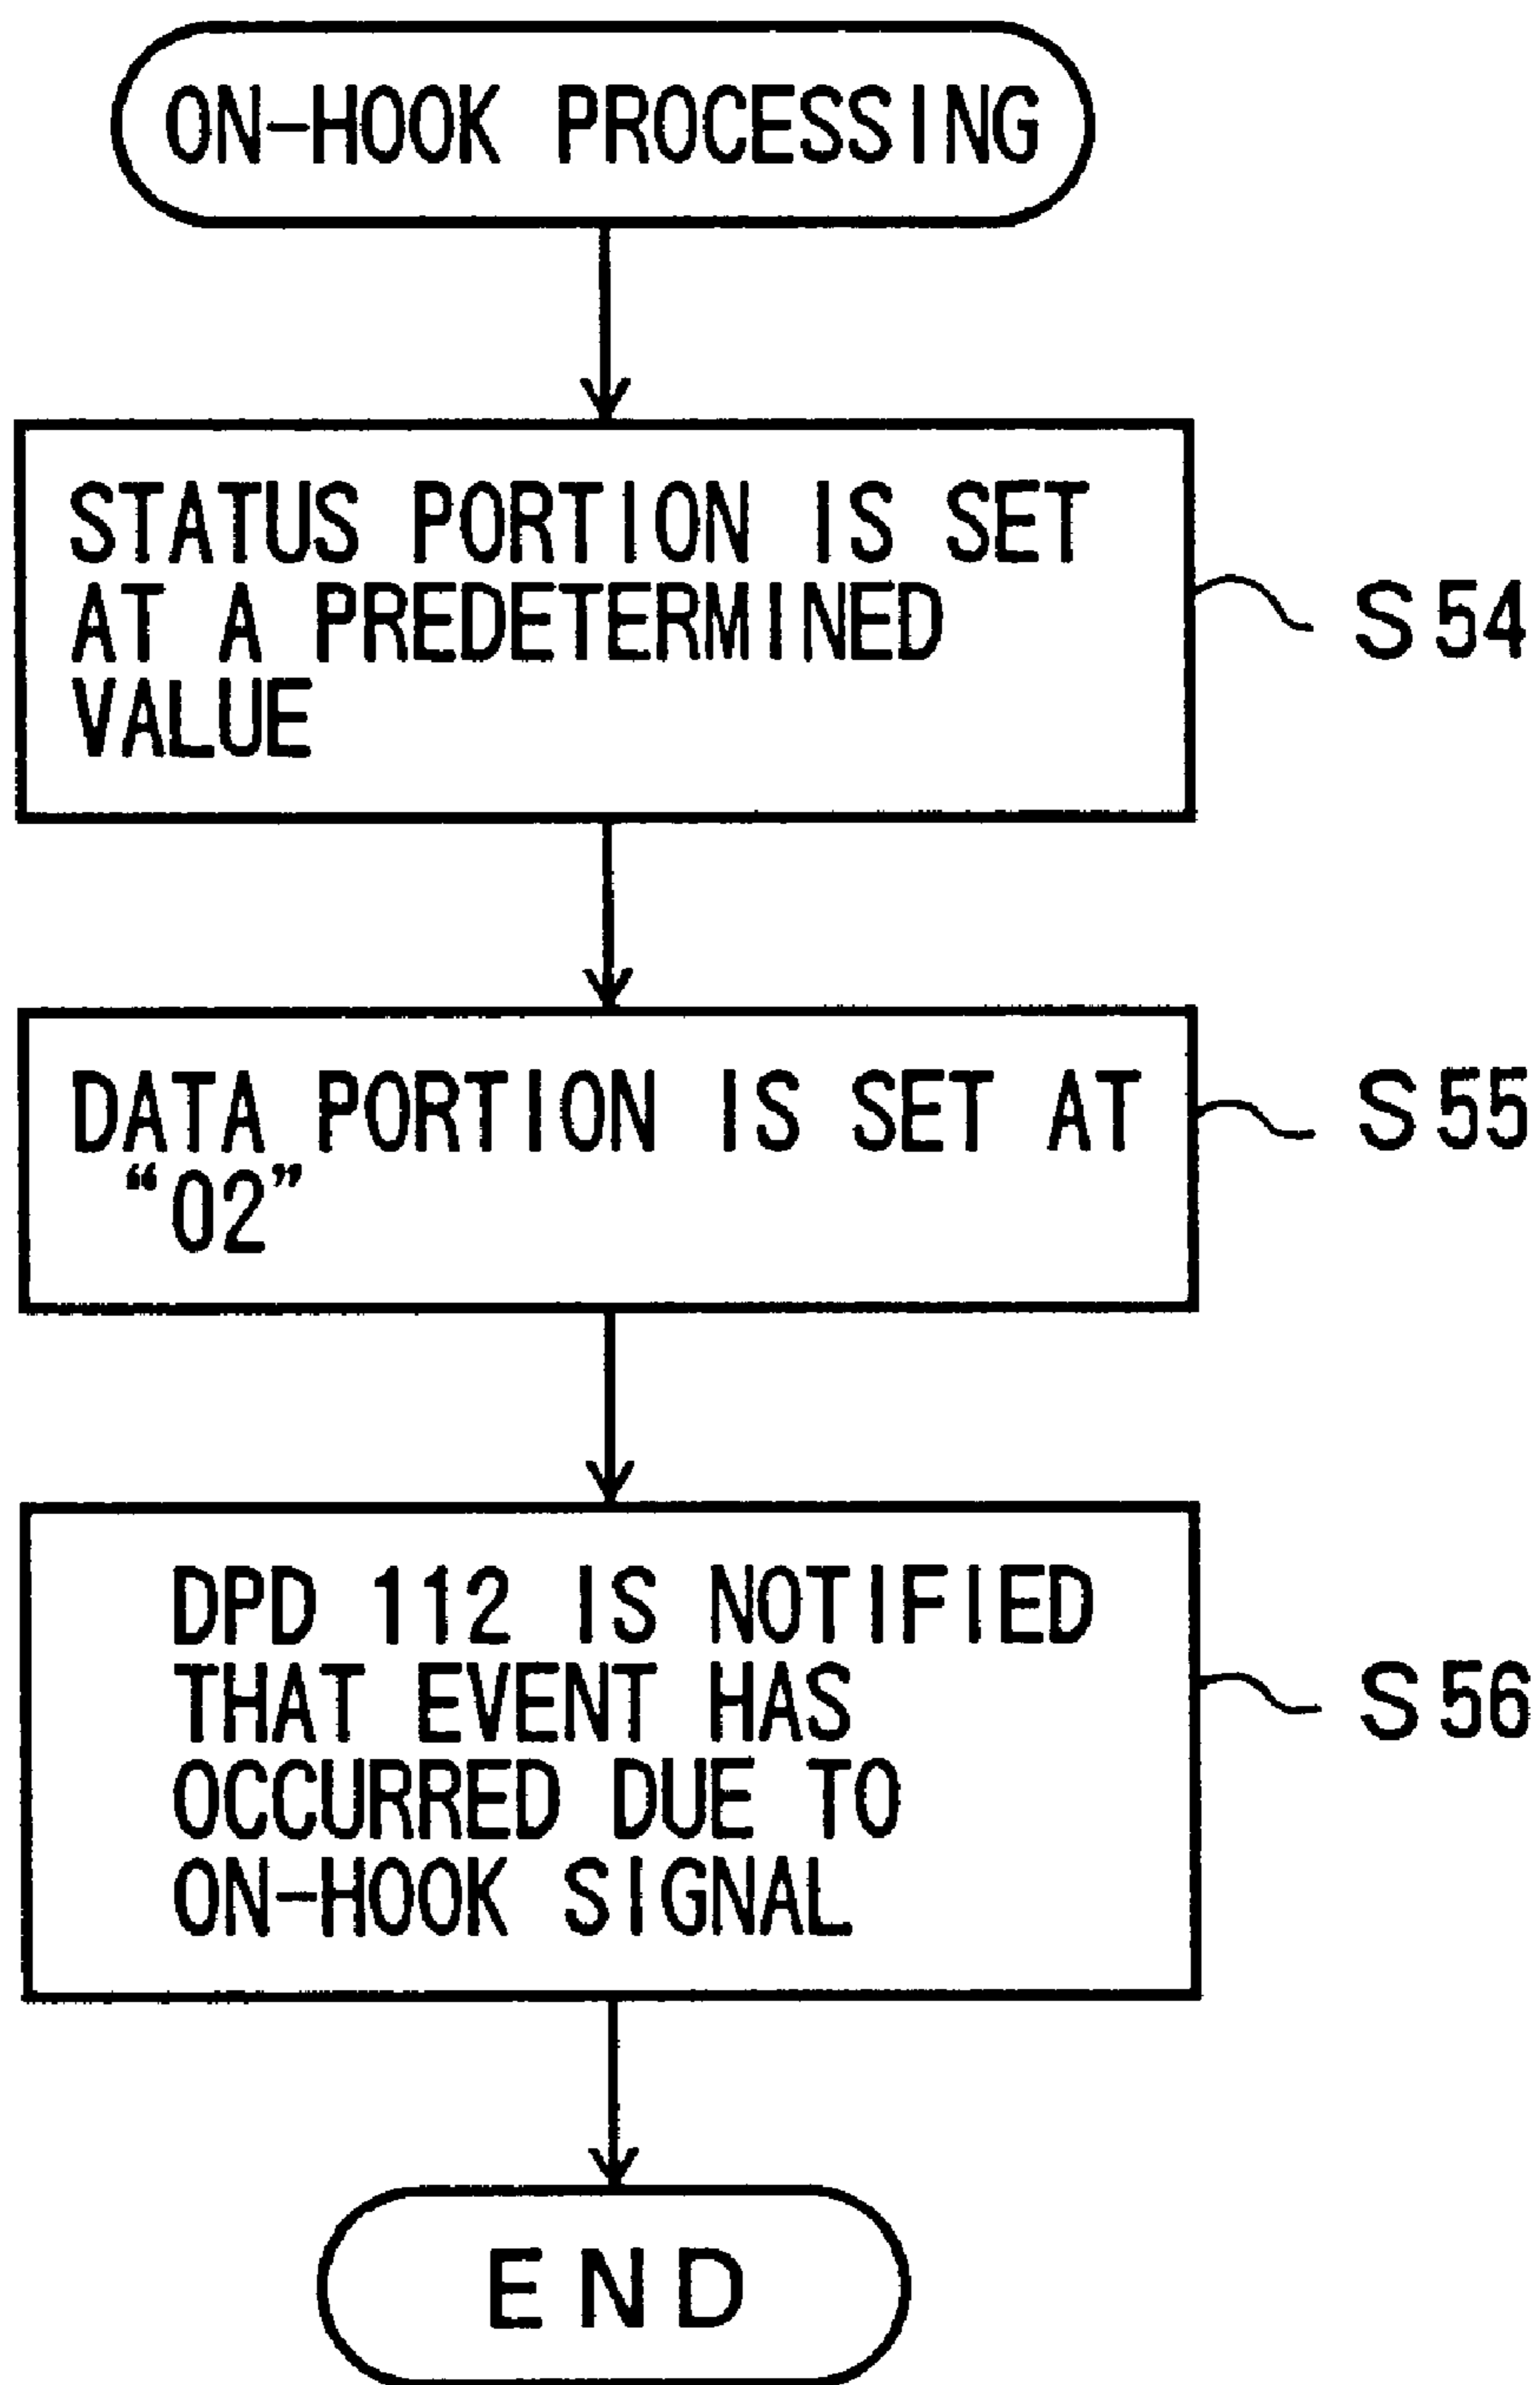 ON-HOOK PROCESSING
STATUS PORTION IS SET
AT A PREDETERMINED
VALUE
S54
DATA PORTION IS SET AT
“02”
S55
DPD 112 IS NOTIFIED
THAT EVENT HAS
OCCURRED DUE TO
ON-HOOK SIGNAL
S56
END